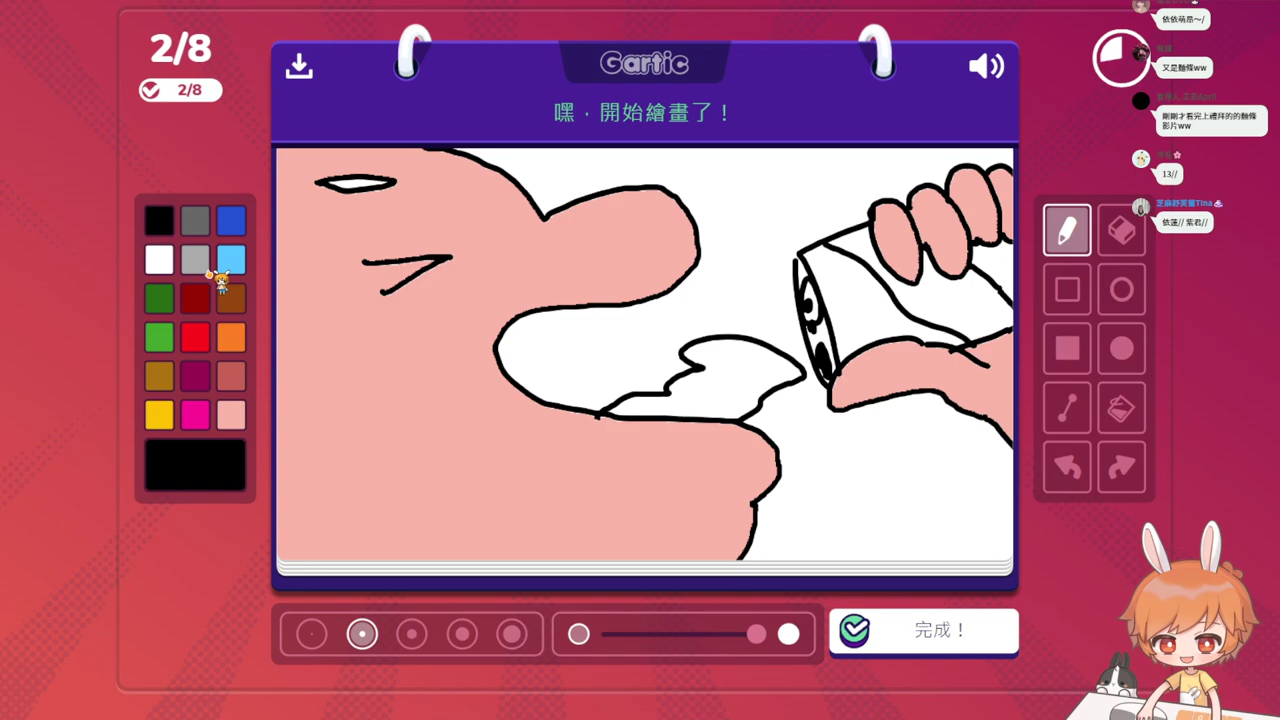 2/8
2/8
Gartic
嘿，開始繪畫了！
完成！
依依萌昂～/
又是麵條ww
剛剛才看完上禮拜的的麵條
影片ww
13//
芝麻舒芙蕾Tina
依蓮// 紫君//